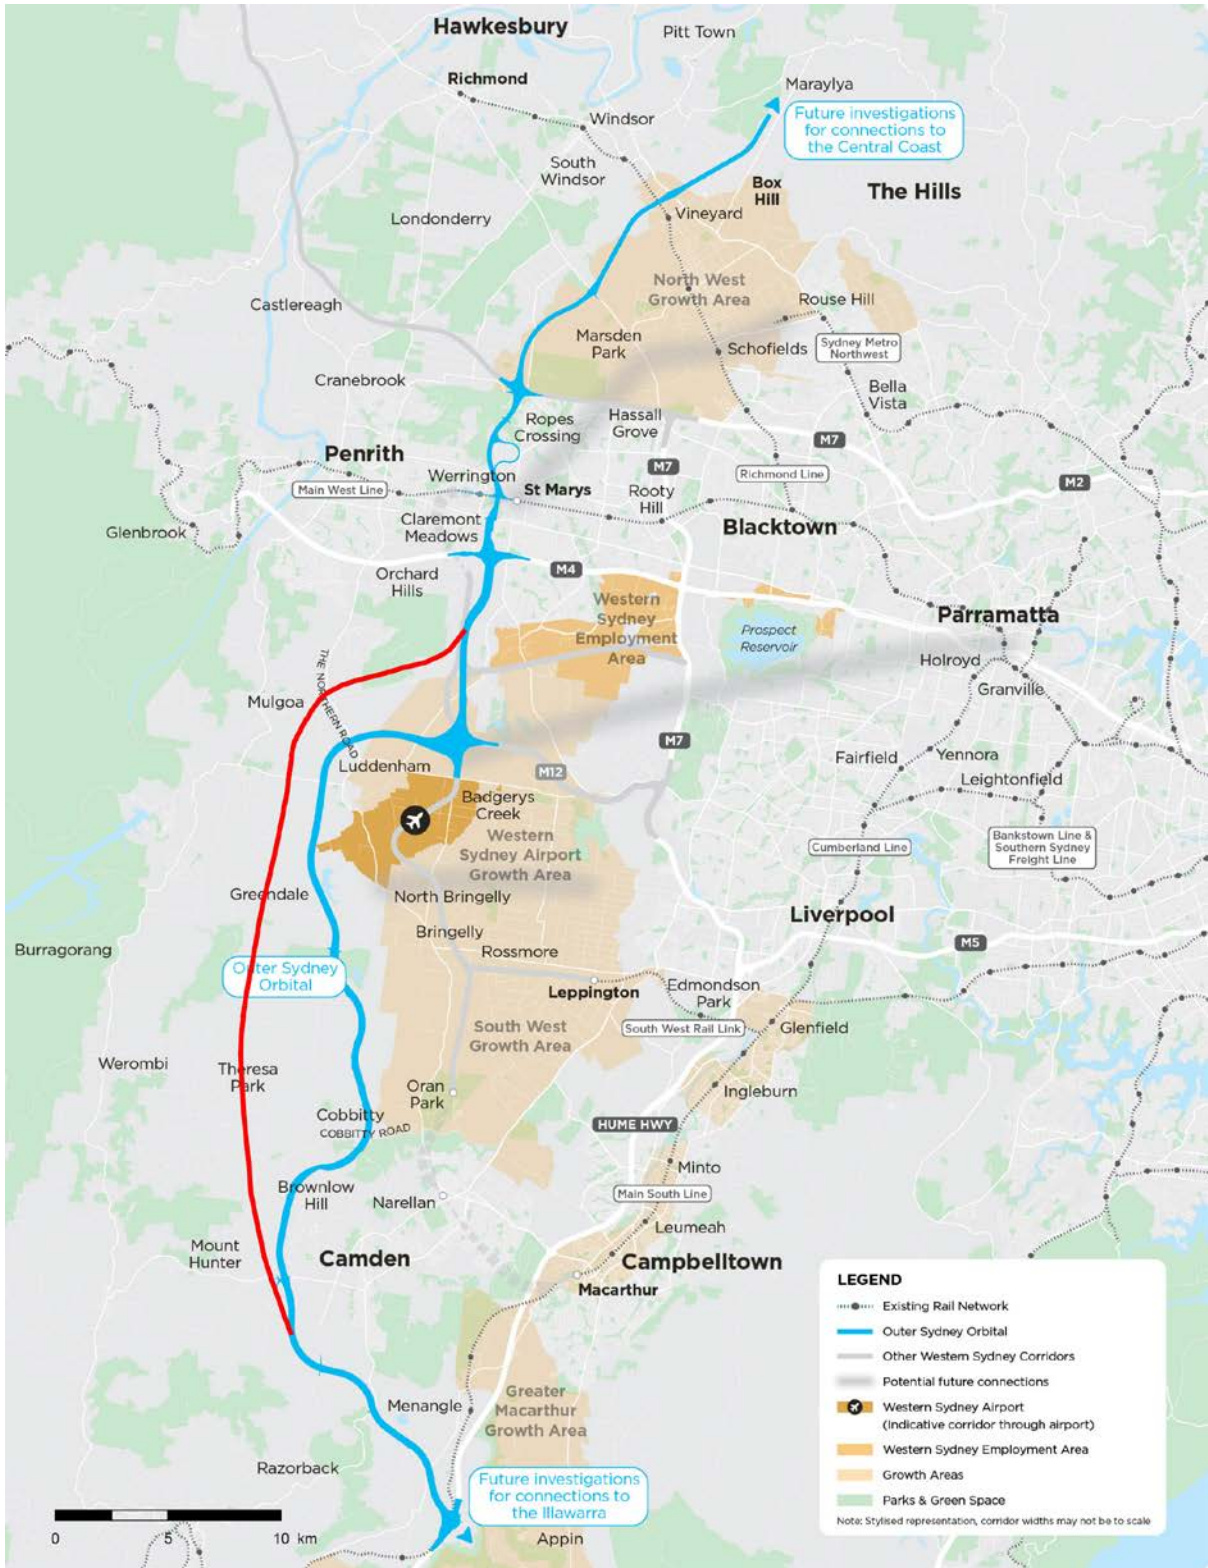 Hawkesbury
Pitt Town
Richmond
Maraylya
Windsor
Future investigations
for connections to
the Central Coast
South
Windsor
Box
Hill
The Hills
Londonderry
Vineyard
North West
Growth Area
Castlereagh
Rouse Hill
Marsden
Park
Schofields
Sydney Metro
Northwest
Cranebrook
Bella
Vista
Ropes
Crossing
Hassall
Grove
M7
Penrith
M7
Richmond Line
Werrington
Main West Line
St Marys
Rooty
Hill
M2
Glenbrook
Claremont
Meadows
Blacktown
Orchard
Hills
M4
Western
Sydney
Employment
Area
Prospect
Reservoir
Parramatta
Holroyd
Granville
THE NORTHERN ROAD
Mulgoa
M7
Fairfield
Yennora
Luddenham
M12
Leightonfield
Badgerys
Creek
Western
Sydney Airport
Growth Area
Cumberland Line
Bankstown Line &
Southern Sydney
Freight Line
Greendale
North Bringelly
Liverpool
Bringelly
Rossmore
M5
Burragorang
Outer Sydney
Orbital
Leppington
Edmondson
Park
South West
Growth Area
South West Rail Link
Glenfield
Werombi
Theresa
Park
Oran
Park
Ingleburn
Cobbitty
COBBITTY ROAD
HUME HWY
Minto
Brownlow
Hill
Narellan
Main South Line
Leumeah
Mount
Hunter
Camden
Campbelltown
Macarthur
LEGEND
Existing Rail Network
Outer Sydney Orbital
Other Western Sydney Corridors
Potential future connections
Western Sydney Airport
(Indicative corridor through airport)
Western Sydney Employment Area
Growth Areas
Parks & Green Space
Note: Stylised representation, corridor widths may not be to scale
Menangle
Greater
Macarthur
Growth Area
Razorback
Future investigations
for connections to
the Illawarra
Appin
0 5 10 km